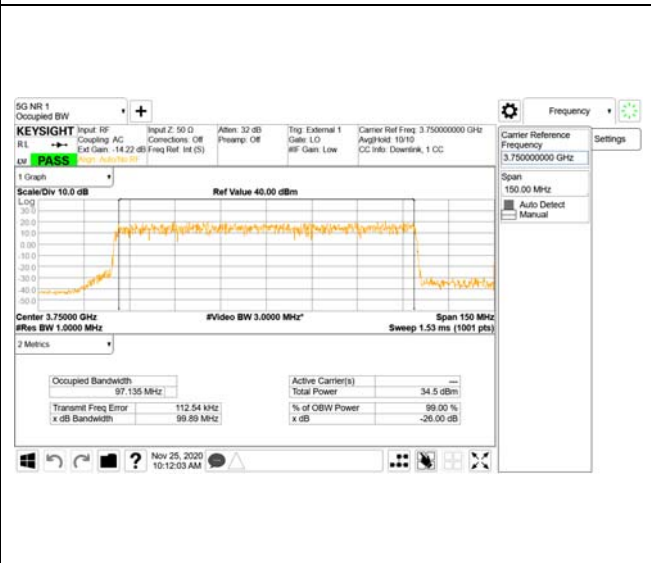 5G NR 1
Occupied BW
Frequency
KEYSIGHT
Input: RF
Input Z: 50 Ω
Atten: 32 dB
Trig: External 1
Carrier Ref Freq: 3.750000000 GHz
Coupling: AC
Corrections: Off
Preamp: Off
Gate: LO
Avg|Hold: 10/10
Ext Gain: -14.22 dB
Freq Ref: Int (S)
#IF Gain: Low
CC Info: Downlink, 1 CC
Align: Auto/No RF
R L
PASS
Carrier Reference
Frequency
3.750000000 GHz
Settings
Span
150.00 MHz
Auto Detect
Manual
1 Graph
Scale/Div 10.0 dB
Ref Value 40.00 dBm
Log
30.0
20.0
10.0
0.00
-10.0
-20.0
-30.0
-40.0
-50.0
Center 3.75000 GHz
#Video BW 3.0000 MHz*
Span 150 MHz
#Res BW 1.0000 MHz
Sweep 1.53 ms (1001 pts)
2 Metrics
Occupied Bandwidth
97.135 MHz
Active Carrier(s)
---
Total Power
34.5 dBm
Transmit Freq Error
112.54 kHz
% of OBW Power
99.00 %
x dB Bandwidth
99.89 MHz
x dB
-26.00 dB
Nov 25, 2020
10:12:03 AM